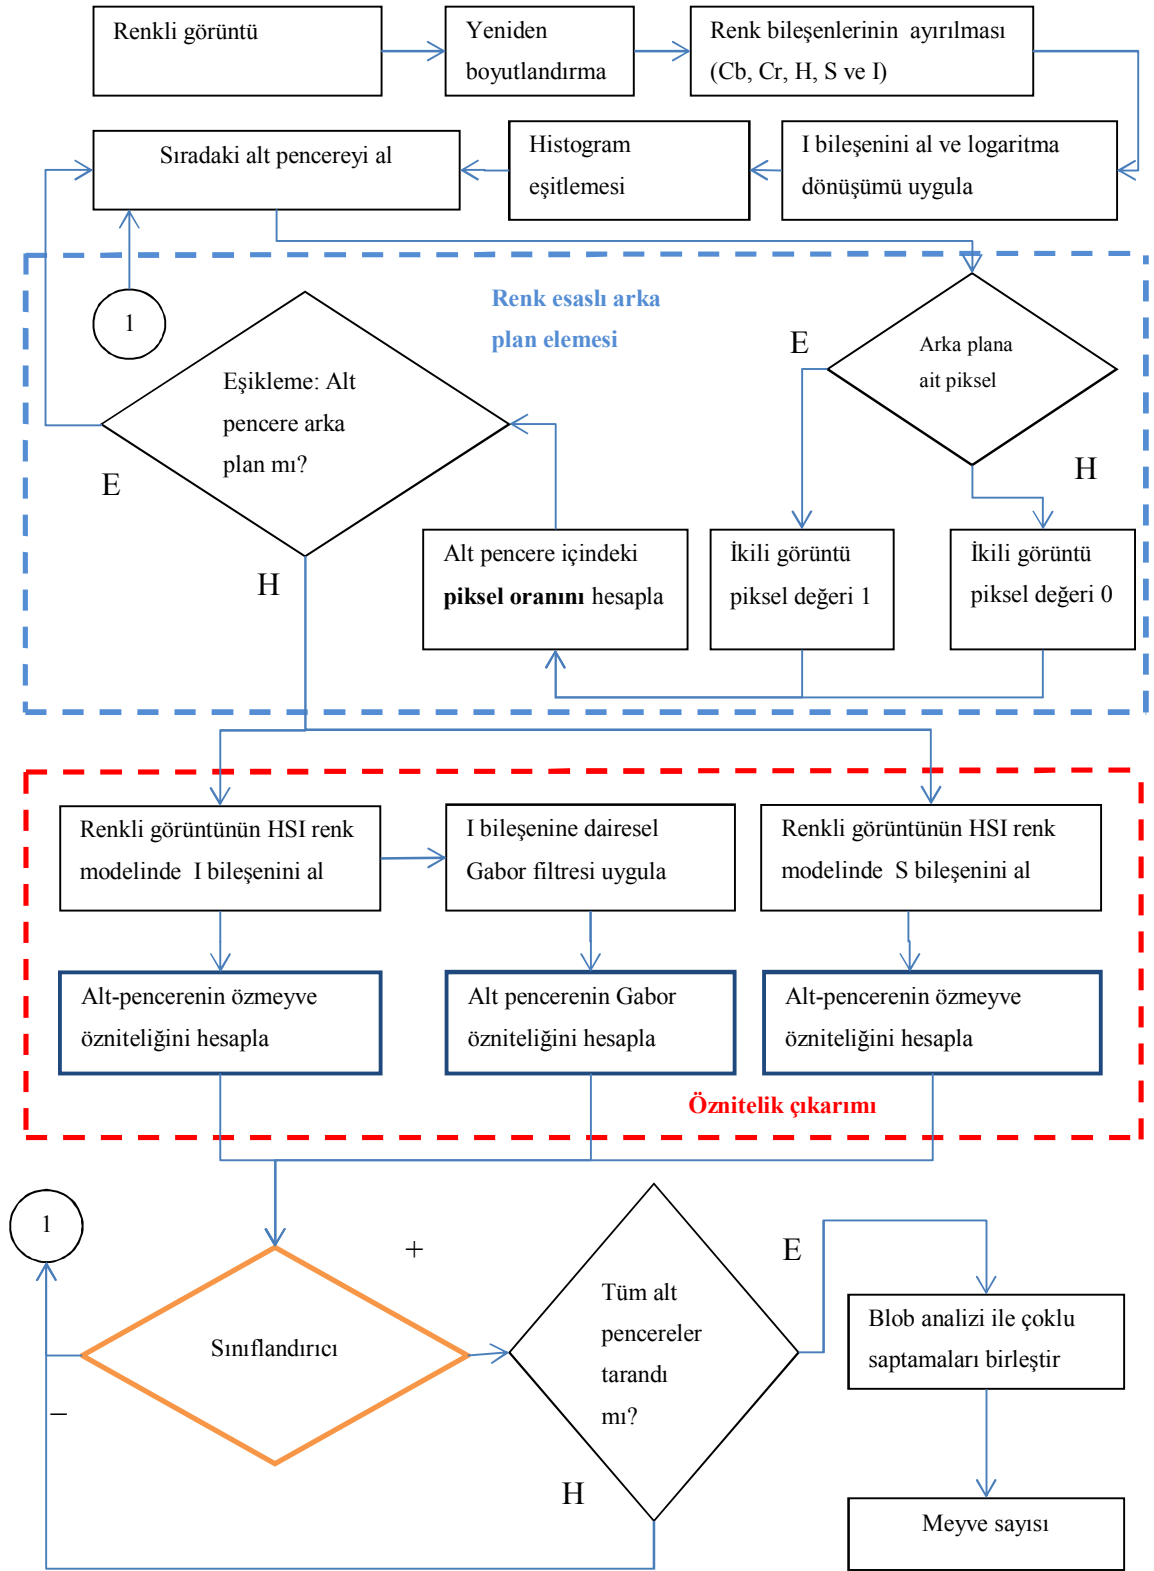 Renkli görüntü
Yeniden
boyutlandırma
Renk bileşenlerinin ayırılması
(Cb, Cr, H, S ve I)
Sıradaki alt pencereyi al
Histogram
eşitlemesi
I bileşenini al ve logaritma
dönüşümü uygula
1
Renk esaslı arka
plan elemesi
Eşikleme: Alt
pencere arka
plan mı?
E
H
E
Arka plana
ait piksel
H
Alt pencere içindeki
piksel oranını hesapla
İkili görüntü
piksel değeri 1
İkili görüntü
piksel değeri 0
Renkli görüntünün HSI renk
modelinde I bileşenini al
I bileşenine dairesel
Gabor filtresi uygula
Renkli görüntünün HSI renk
modelinde S bileşenini al
Alt-pencerenin özmeyve
özniteliğini hesapla
Alt pencerenin Gabor
özniteliğini hesapla
Alt-pencerenin özmeyve
özniteliğini hesapla
Öznitelik çıkarımı
1
+
Sınıflandırıcı
–
Tüm alt
pencereler
tarandı
mı?
E
H
Blob analizi ile çoklu
saptamaları birleştir
Meyve sayısı